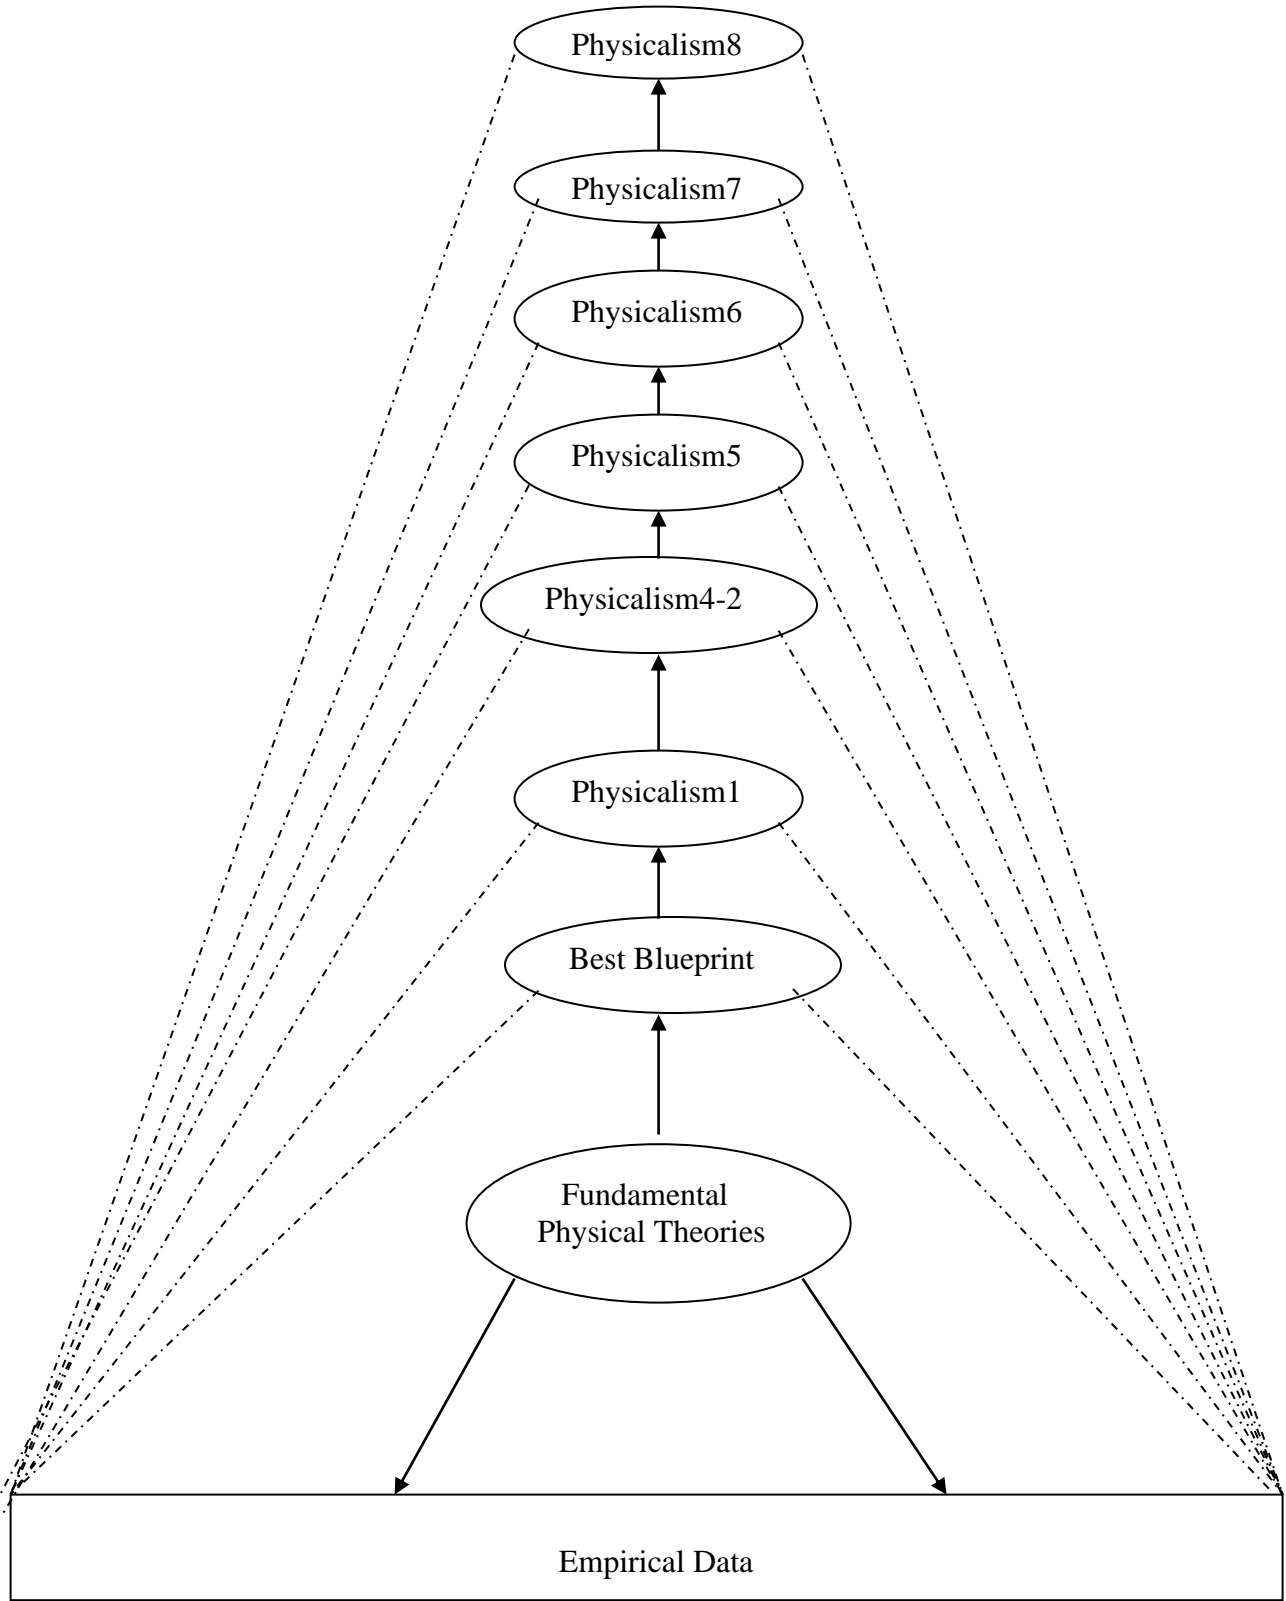 Physicalism8
Physicalism7
Physicalism6
Physicalism5
Physicalism4-2
Physicalism1
Best Blueprint
Fundamental
Physical Theories
Empirical Data